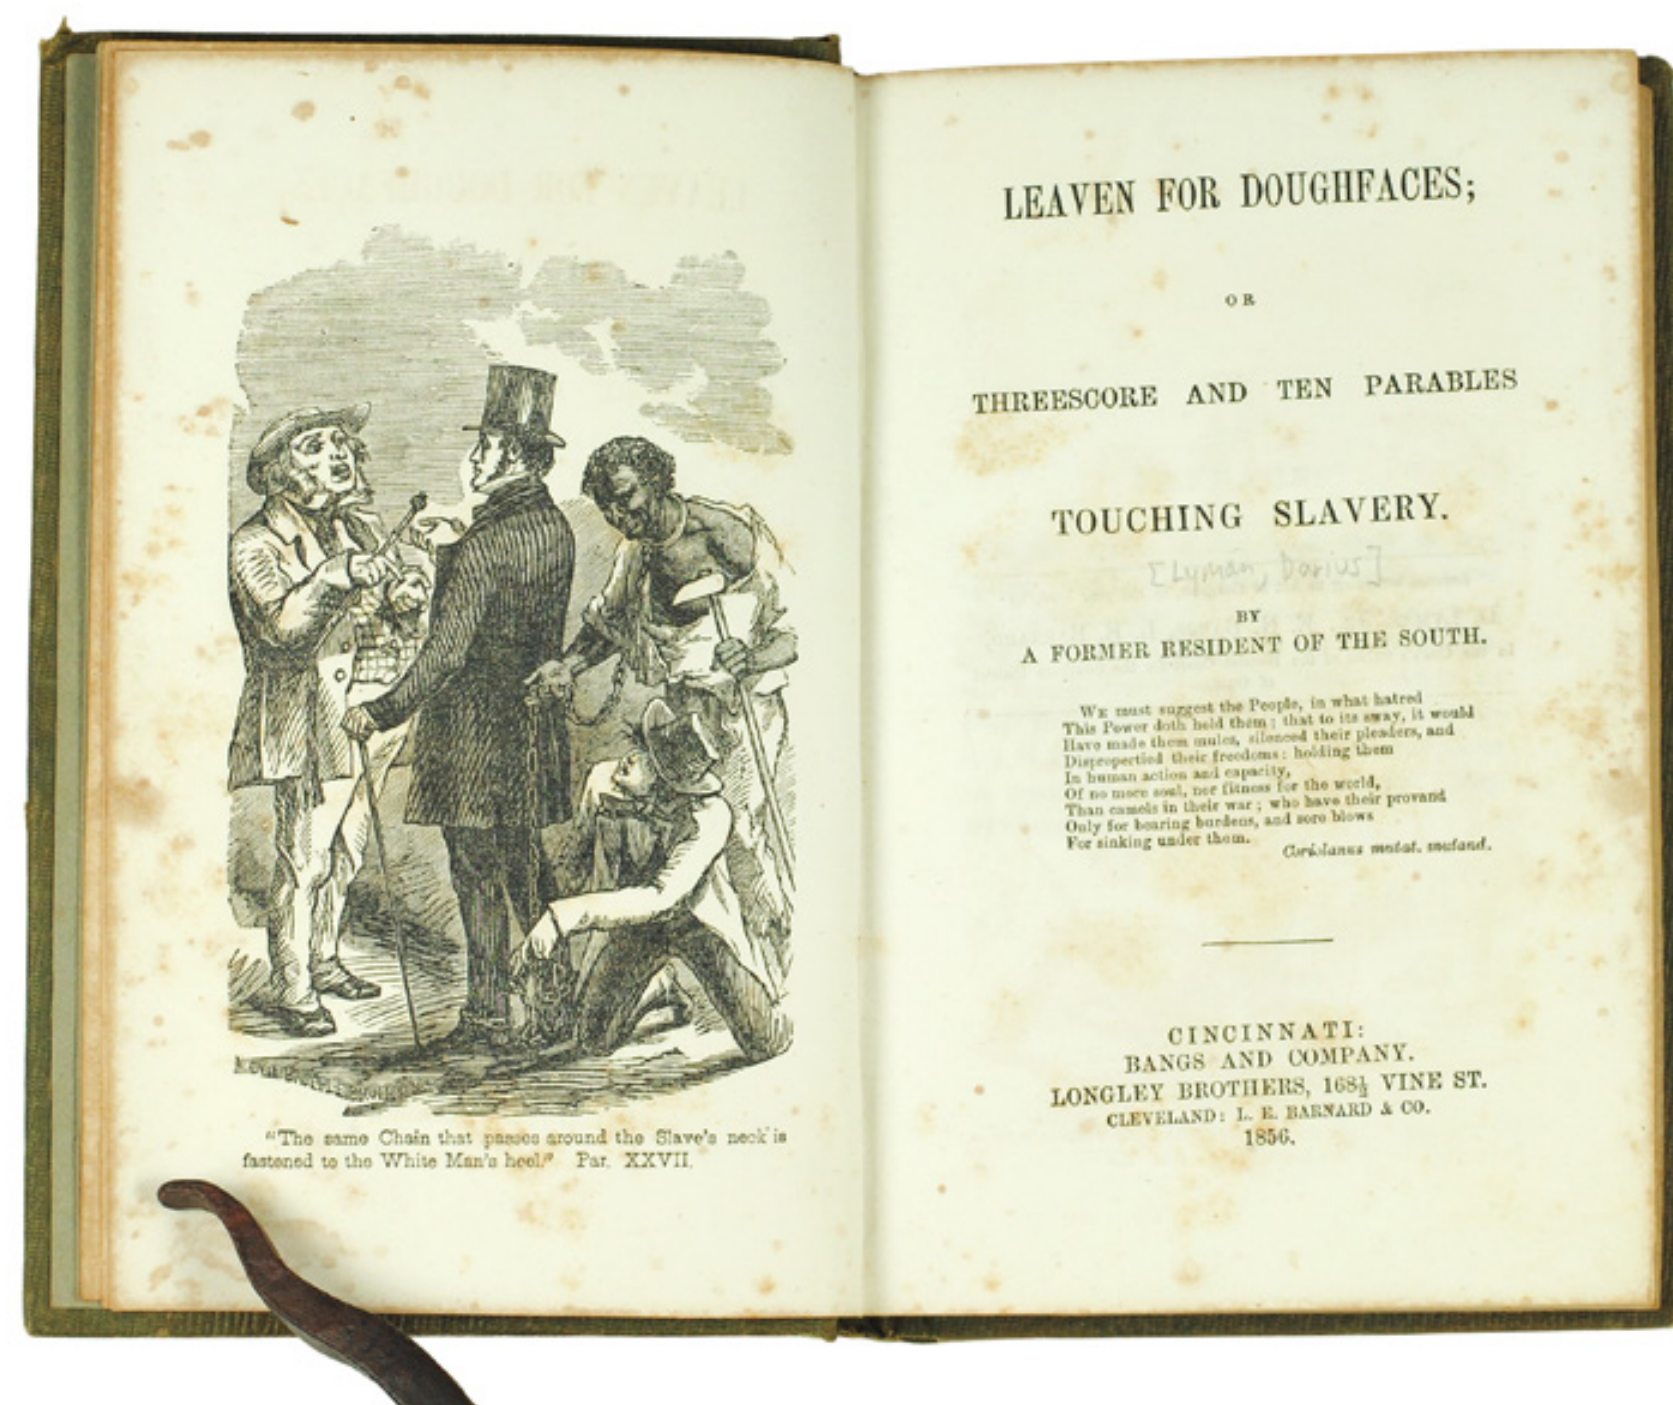 "The same Chain that passes around the Slave's neck is
fastened to the White Man's heel." Par. XXVII.
LEAVEN FOR DOUGHFACES;
OR
THREESCORE AND TEN PARABLES
TOUCHING SLAVERY.
[Lyman, Darius]
BY
A FORMER RESIDENT OF THE SOUTH.
WE must suggest the People, in what hatred
This Power doth hold them; that to its sway, it would
Have made them mules, silenced their pleaders, and
Dispropertied their freedoms: holding them
In human action and capacity,
Of no more soul, nor fitness for the world,
Than camels in their war; who have their provand
Only for bearing burdens, and sore blows
For sinking under them.
Coriolanus mutat. mutand.
CINCINNATI:
BANGS AND COMPANY.
LONGLEY BROTHERS, 168½ VINE ST.
CLEVELAND: L. E. BARNARD & CO.
1856.